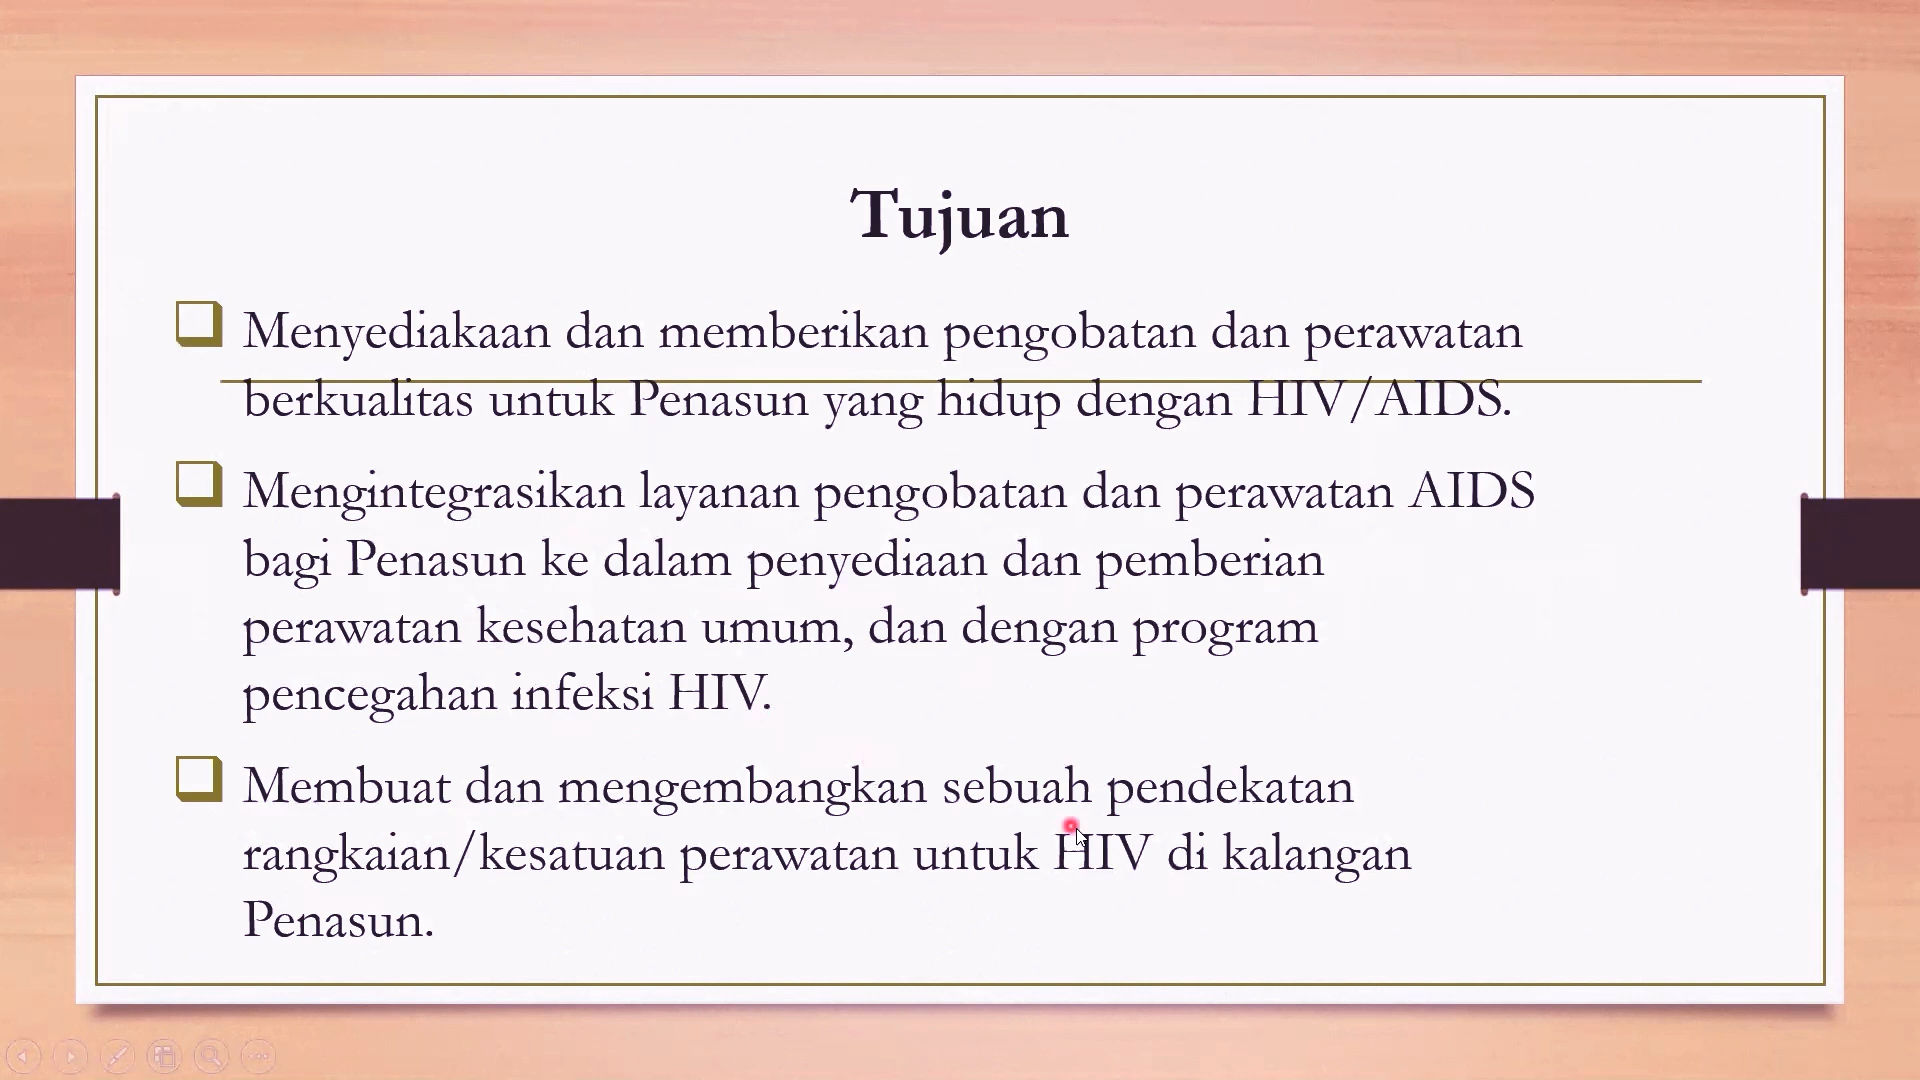 Tujuan
Menyediakaan dan memberikan pengobatan dan perawatan
berkualitas untuk Penasun yang hidup dengan HIV/AIDS.
Mengintegrasikan layanan pengobatan dan perawatan AIDS
bagi Penasun ke dalam penyediaan dan pemberian
perawatan kesehatan umum, dan dengan program
pencegahan infeksi HIV.
Membuat dan mengembangkan sebuah pendekatan
rangkaian/kesatuan perawatan untuk HIV di kalangan
Penasun.